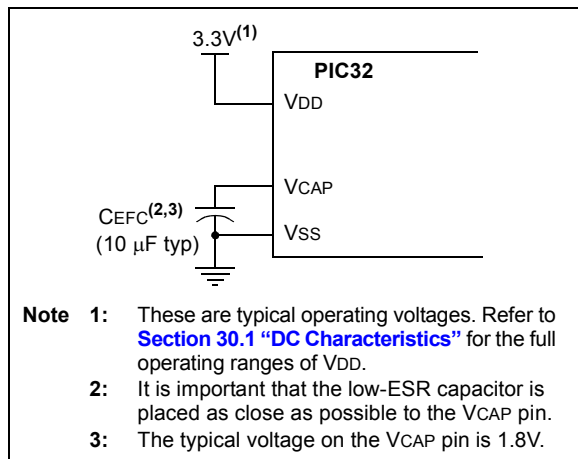 3.3V(1)
PIC32
VDD
VCAP
CEFC(2,3)
(10 μF typ)
VSS
Note 1: These are typical operating voltages. Refer to
Section 30.1 “DC Characteristics” for the full
operating ranges of VDD.
2: It is important that the low-ESR capacitor is
placed as close as possible to the VCAP pin.
3: The typical voltage on the VCAP pin is 1.8V.